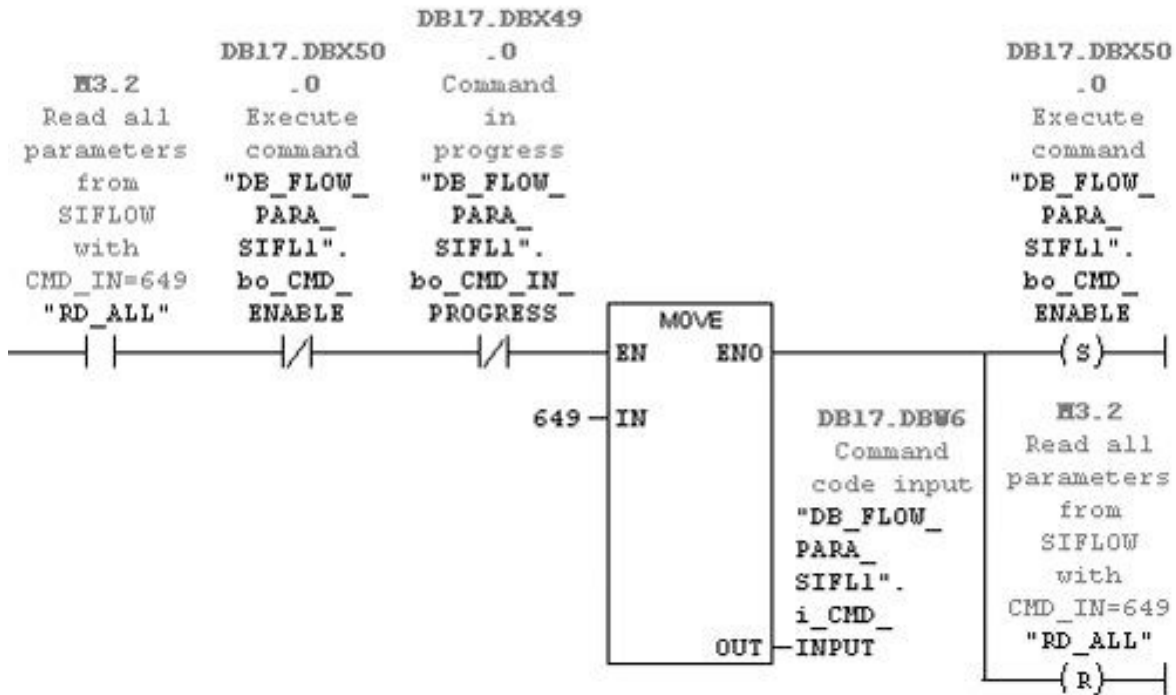 M3.2
Read all
parameters
from
SIFLOW
with
CMD_IN=649
"RD_ALL"
DB17.DBX50
.0
Execute
command
"DB_FLOW_
PARA_
SIFL1".
bo_CMD_
ENABLE
DB17.DBX49
.0
Command
in
progress
"DB_FLOW_
PARA_
SIFL1".
bo_CMD_IN_
PROGRESS
MOVE
EN ENO
649 IN
OUT
DB17.DBW6
Command
code input
"DB_FLOW_
PARA_
SIFL1".
i_CMD_
INPUT
DB17.DBX50
.0
Execute
command
"DB_FLOW_
PARA_
SIFL1".
bo_CMD_
ENABLE
S
M3.2
Read all
parameters
from
SIFLOW
with
CMD_IN=649
"RD_ALL"
R